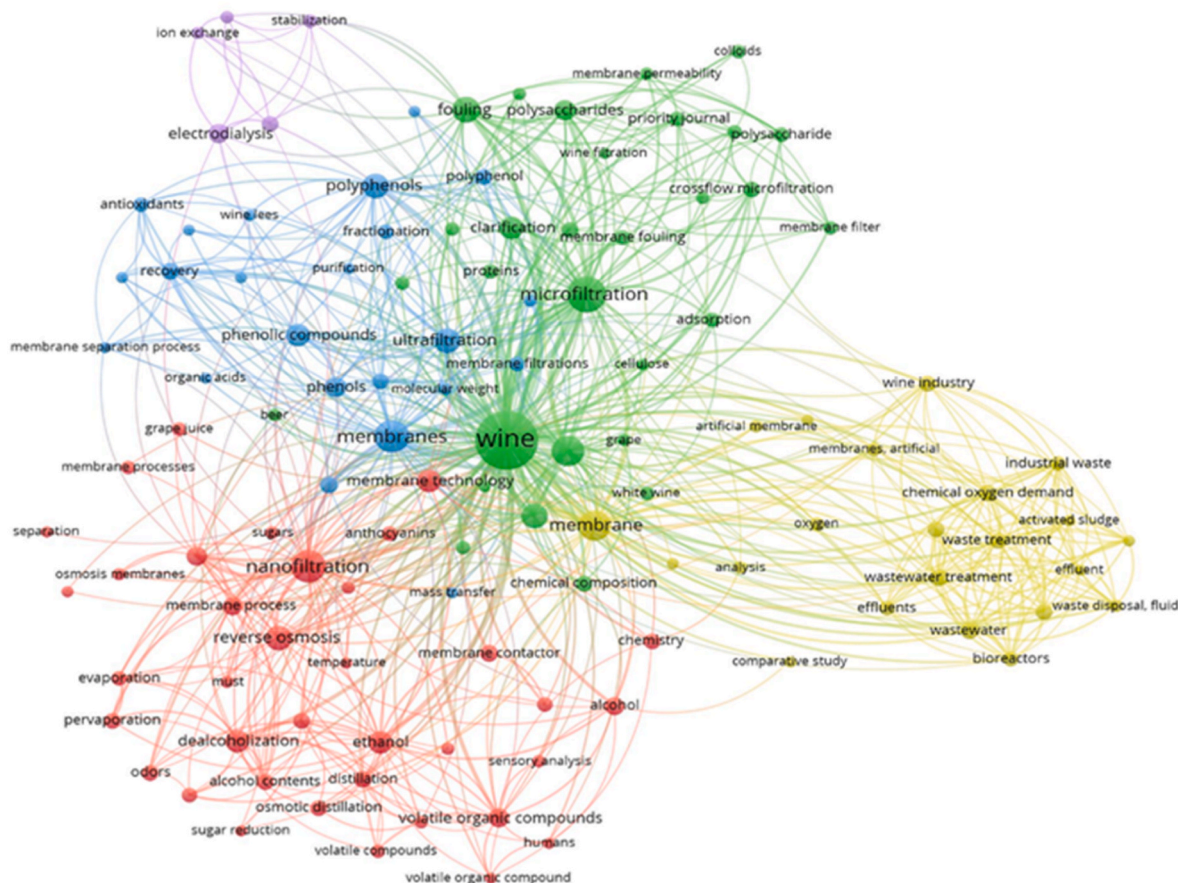 stabilization
ion exchange
colloids
membrane permeability
fouling
polysaccharides
priority journal
electrodialysis
polysaccharide
wine filtration
polyphenol
polyphenols
crossflow microfiltration
antioxidants
wine lees
clarification
membrane filter
fractionation
membrane fouling
recovery
purification
proteins
microfiltration
adsorption
phenolic compounds
ultrafiltration
membrane separation process
membrane filtrations
cellulose
organic acids
phenols
molecular weight
wine industry
beer
grape juice
membranes
wine
grape
artificial membrane
membranes, artificial
membrane processes
industrial waste
membrane technology
white wine
chemical oxygen demand
separation
sugars
anthocyanins
membrane
oxygen
activated sludge
waste treatment
osmosis membranes
nanofiltration
analysis
effluent
mass transfer
chemical composition
wastewater treatment
membrane process
effluents
waste disposal, fluid
reverse osmosis
chemistry
wastewater
temperature
membrane contactor
comparative study
bioreactors
evaporation
must
pervaporation
alcohol
dealcoholization
ethanol
odors
alcohol contents
distillation
sensory analysis
osmotic distillation
volatile organic compounds
sugar reduction
volatile compounds
humans
volatile organic compound